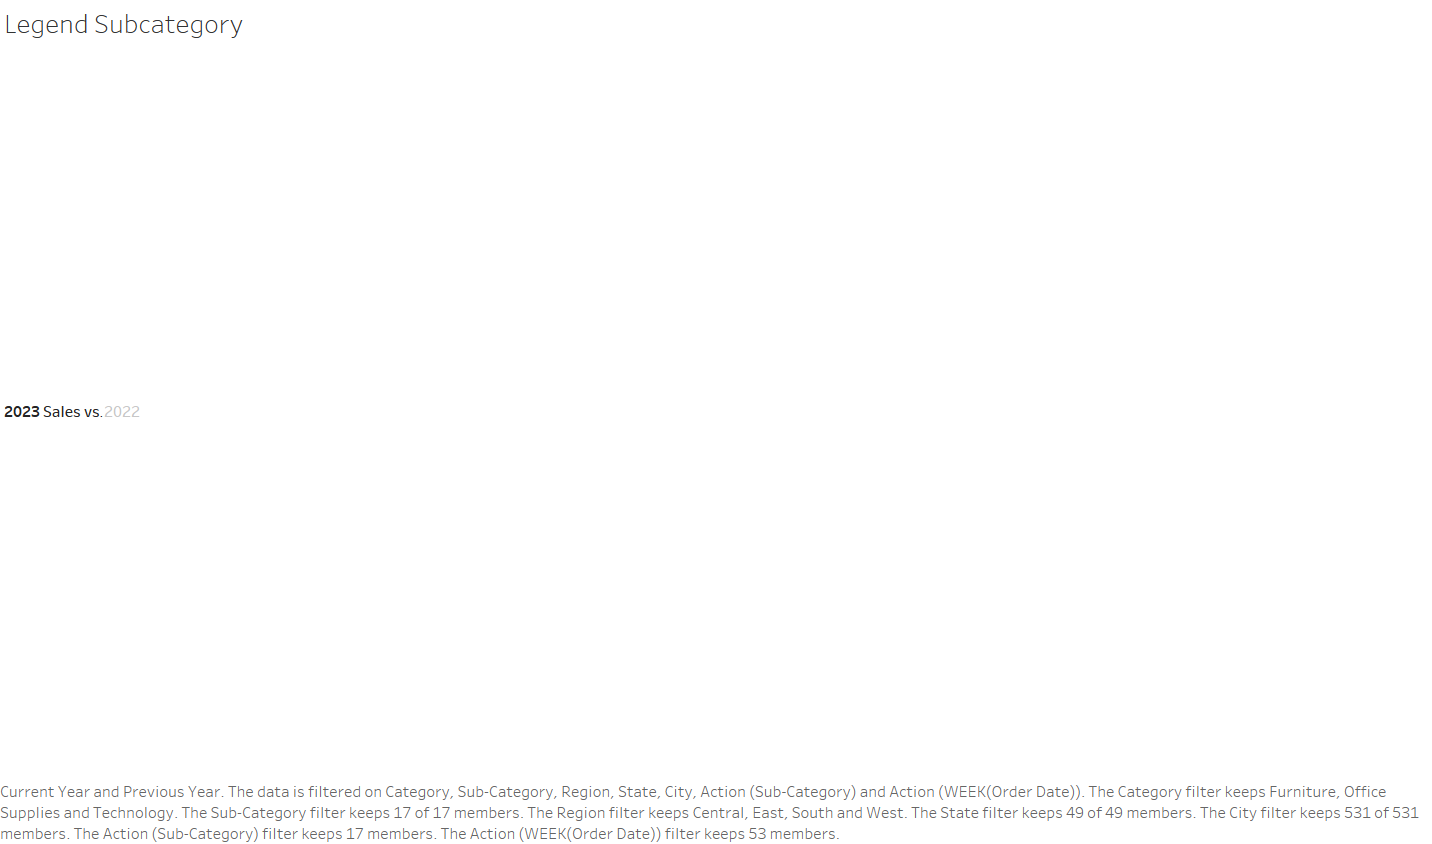 Legend Subcategory
2023 Sales vs. 2022
Current Year and Previous Year. The data is filtered on Category, Sub-Category, Region, State, City, Action (Sub-Category) and Action (WEEK(Order Date)). The Category filter keeps Furniture, Office
Supplies and Technology. The Sub-Category filter keeps 17 of 17 members. The Region filter keeps Central, East, South and West. The State filter keeps 49 of 49 members. The City filter keeps 531 of 531
members. The Action (Sub-Category) filter keeps 17 members. The Action (WEEK(Order Date)) filter keeps 53 members.